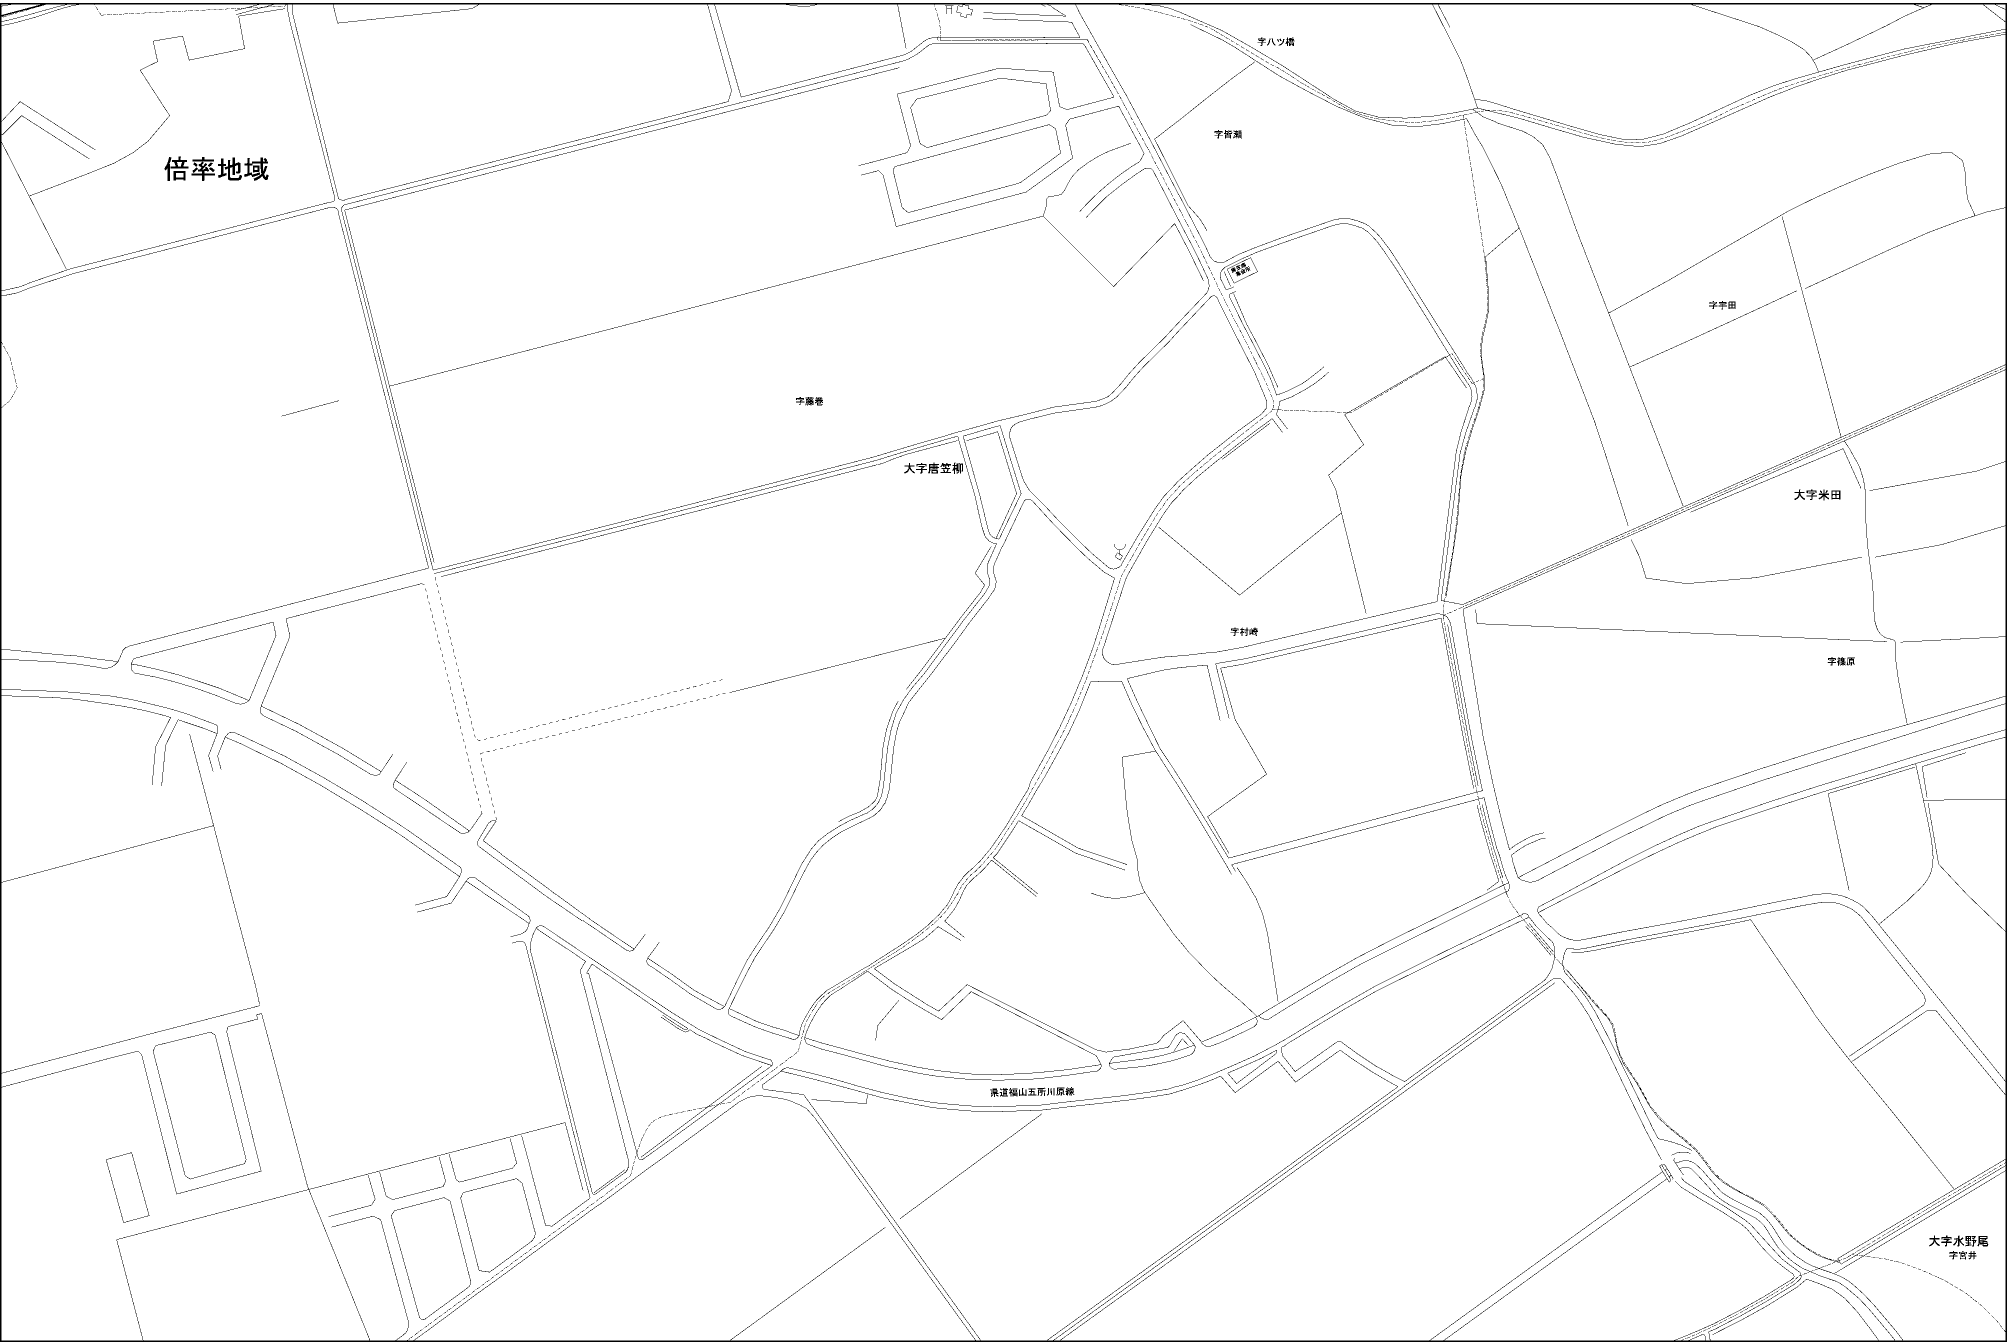 字八ツ橋
字皆瀬
倍率地域
字宇田
字藤巻
大字唐笠柳
大字米田
字村崎
字篠原
県道福山五所川原線
大字水野尾
字宮井